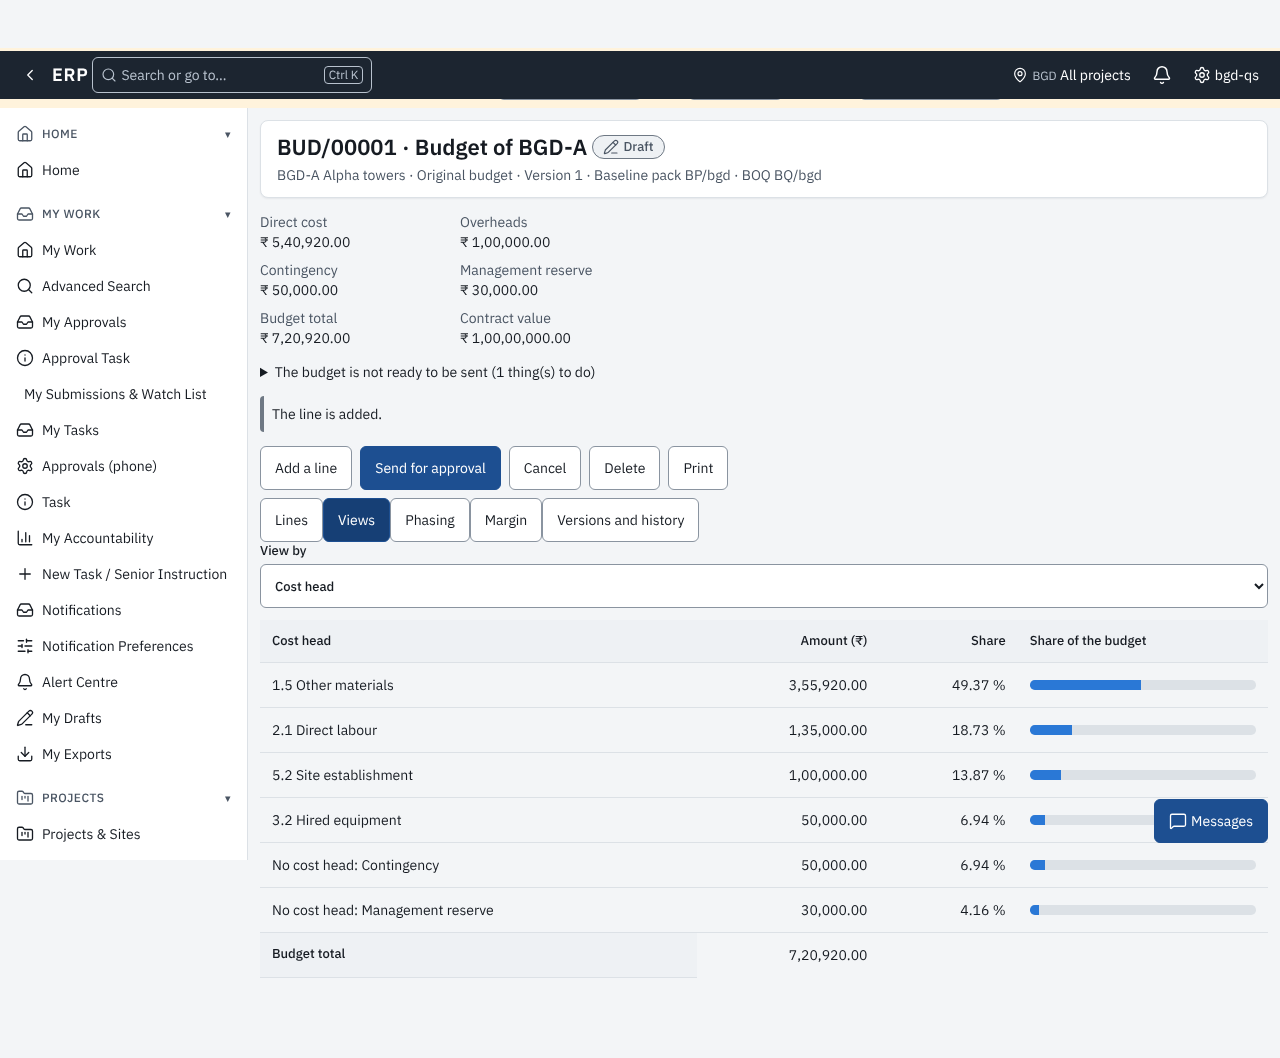 ERP
Search or go to...
Ctrl K
BGD All projects
bgd-qs
HOME
Home
MY WORK
My Work
Advanced Search
My Approvals
Approval Task
My Submissions & Watch List
My Tasks
Approvals (phone)
Task
My Accountability
New Task / Senior Instruction
Notifications
Notification Preferences
Alert Centre
My Drafts
My Exports
PROJECTS
Projects & Sites
BUD/00001 · Budget of BGD-A Draft
BGD-A Alpha towers · Original budget · Version 1 · Baseline pack BP/bgd · BOQ BQ/bgd
Direct cost Overheads
₹ 5,40,920.00 ₹ 1,00,000.00
Contingency Management reserve
₹ 50,000.00 ₹ 30,000.00
Budget total Contract value
₹ 7,20,920.00 ₹ 1,00,00,000.00
The budget is not ready to be sent (1 thing(s) to do)
The line is added.
Add a line Send for approval Cancel Delete Print
Lines Views Phasing Margin Versions and history
View by
Cost head
Cost head Amount (₹) Share Share of the budget
1.5 Other materials 3,55,920.00 49.37 %
2.1 Direct labour 1,35,000.00 18.73 %
5.2 Site establishment 1,00,000.00 13.87 %
3.2 Hired equipment 50,000.00 6.94 %
Messages
No cost head: Contingency 50,000.00 6.94 %
No cost head: Management reserve 30,000.00 4.16 %
Budget total 7,20,920.00